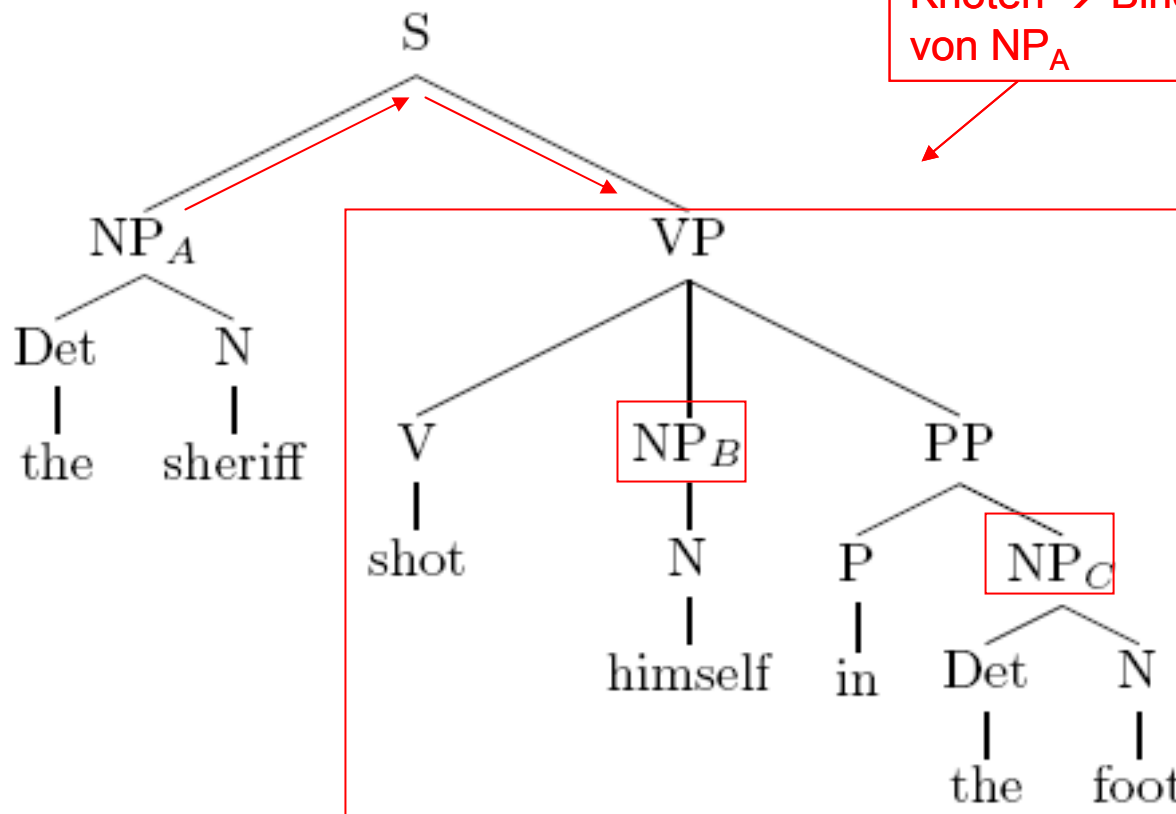 von NP_A
S
NP_A VP
Det N
V NP_B PP
the sheriff
shot N P NP_C
himself in Det N
the